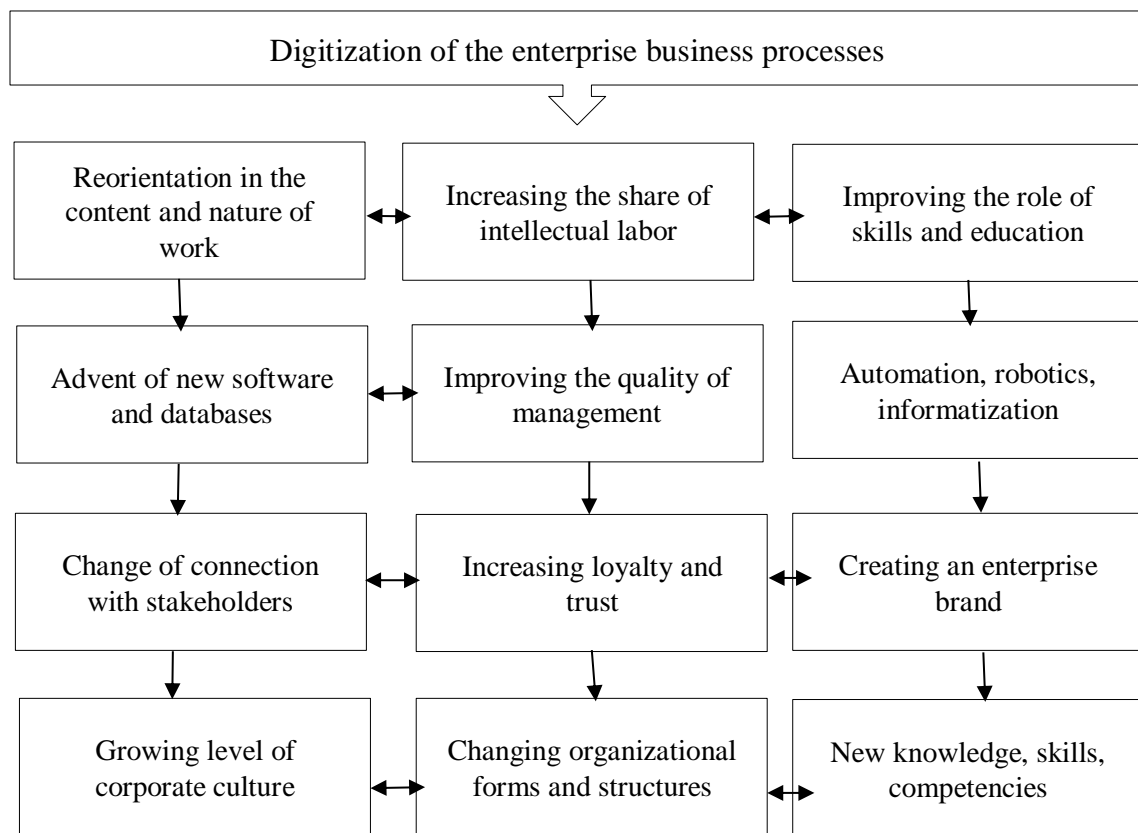 Digitization of the enterprise business processes
Reorientation in the
content and nature of
work
Increasing the share of
intellectual labor
Improving the role of
skills and education
Advent of new software
and databases
Improving the quality of
management
Automation, robotics,
informatization
Change of connection
with stakeholders
Increasing loyalty and
trust
Creating an enterprise
brand
Growing level of
corporate culture
Changing organizational
forms and structures
New knowledge, skills,
competencies